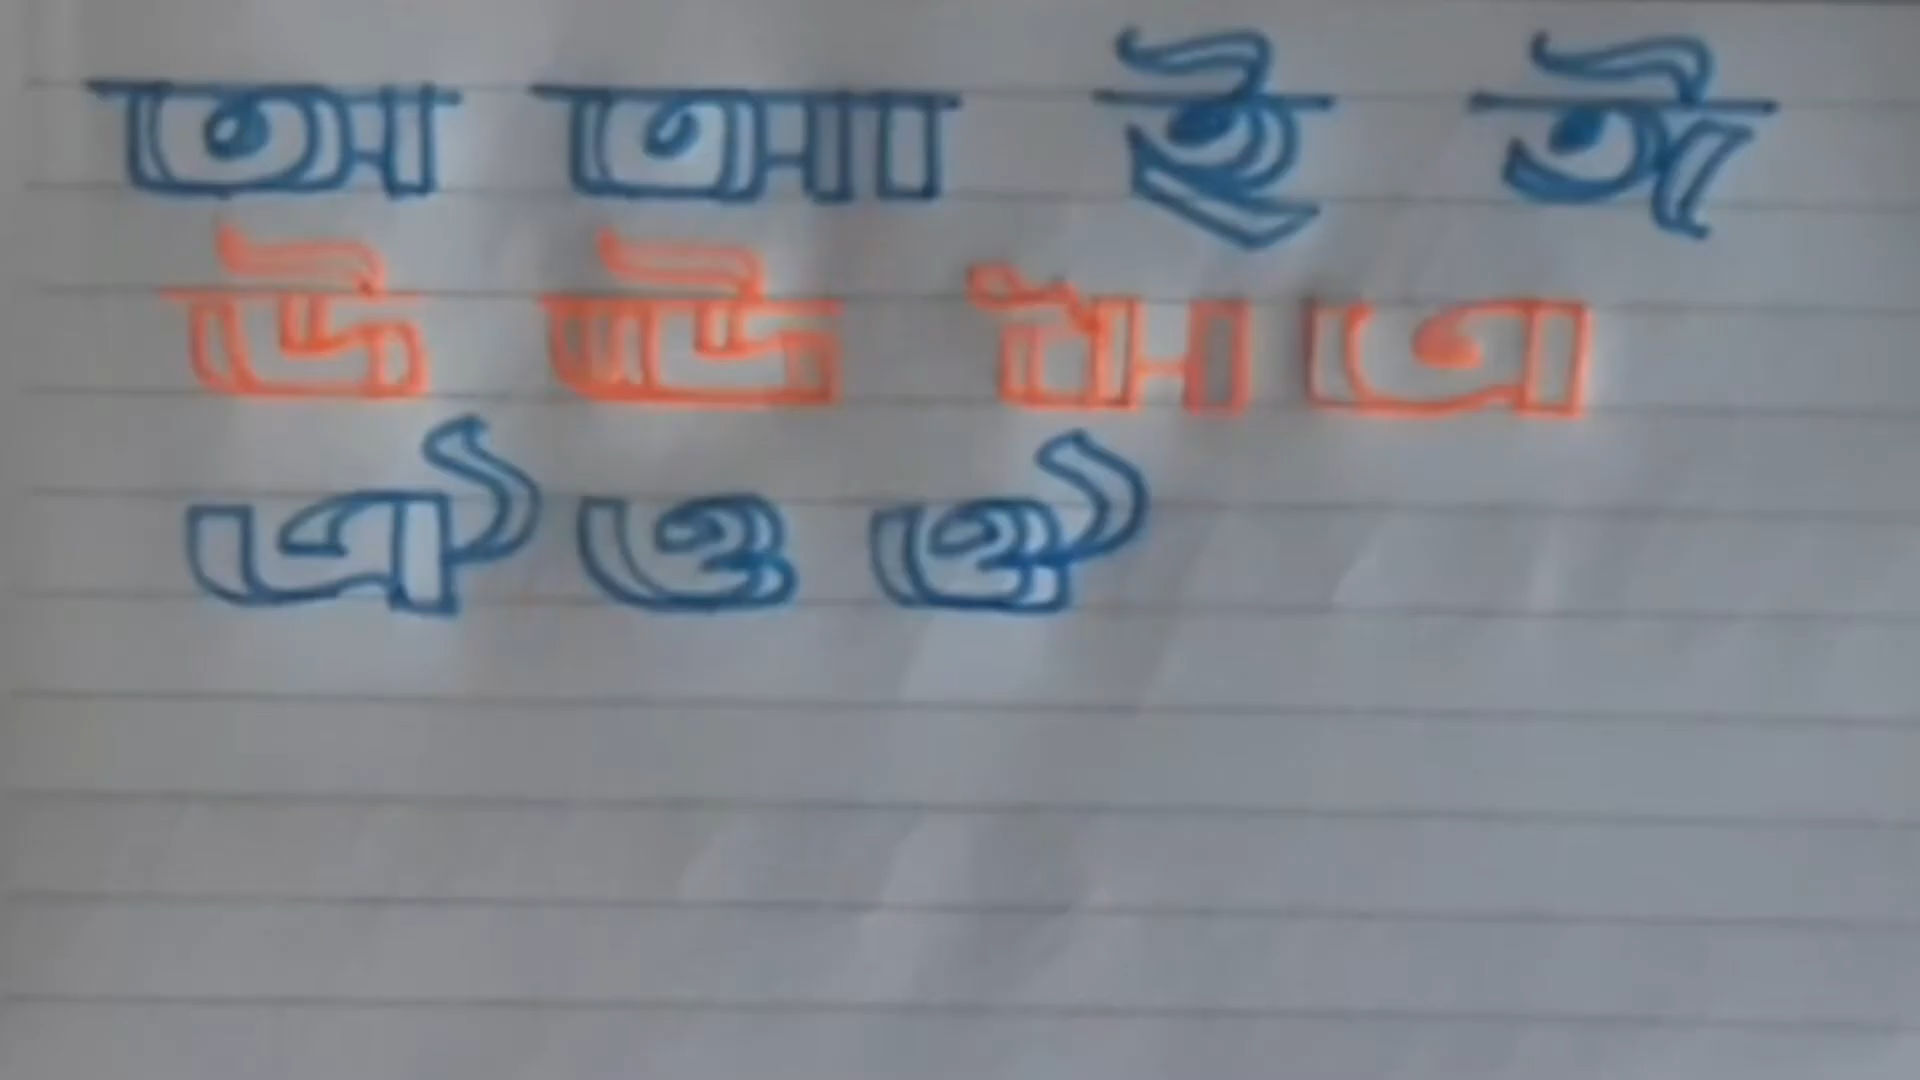 অ আ ই ঈ
উ ঊ ঋ এ
ঐ ও ঔ